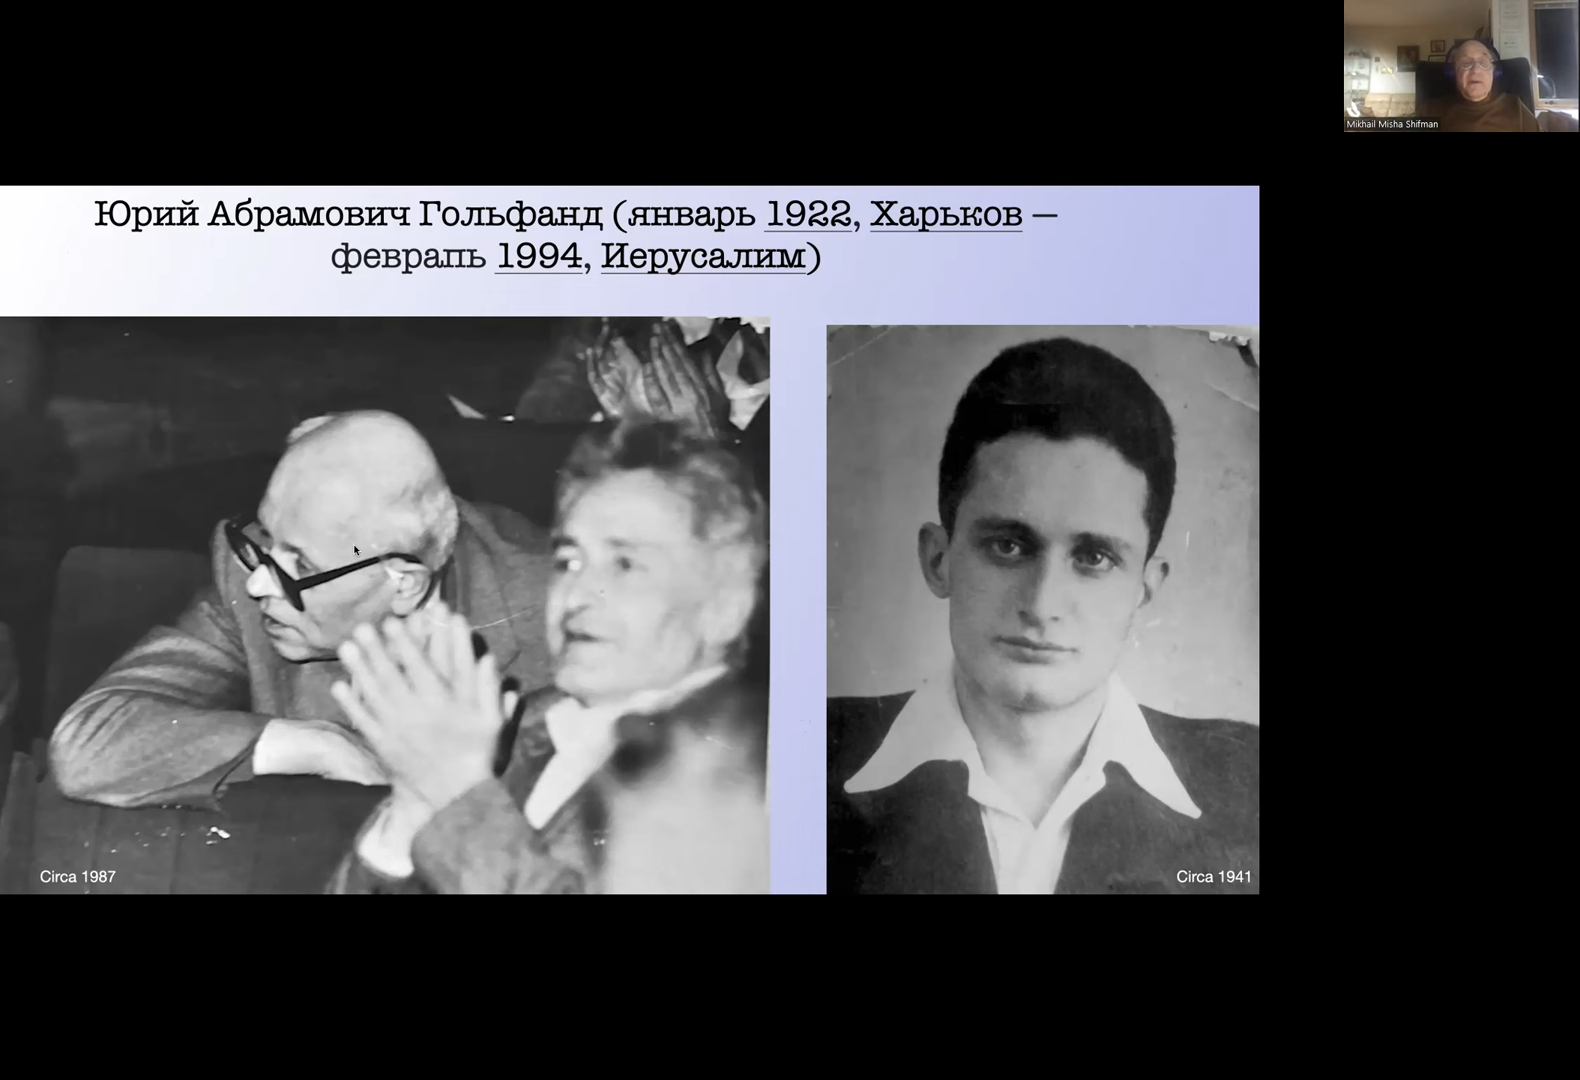 Mikhail Misha Shifman
Юрий Абрамович Гольфанд (январь 1922, Харьков —
февраль 1994, Иерусалим)
Circa 1987
Circa 1941